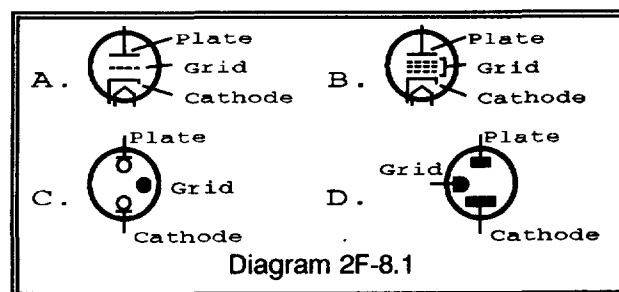 A. Plate Grid Cathode
B. Plate Grid Cathode
C. Plate Grid Cathode
D. Plate Grid Cathode
Diagram 2F-8.1